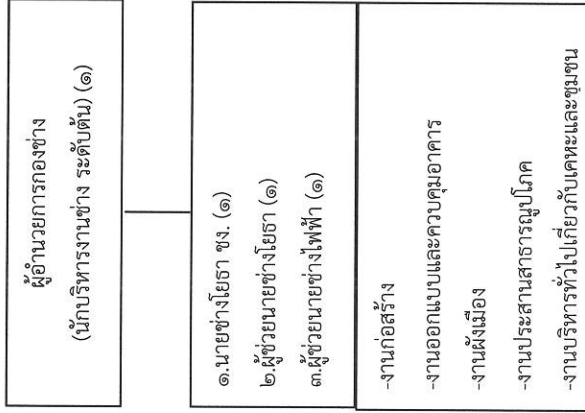 ผู้อำนวยการกองช่าง
(นักบริหารงานช่าง ระดับต้น) (๑)
๑.นายช่างโยธา ชง. (๑)
๒.ผู้ช่วยนายช่างโยธา (๑)
๓.ผู้ช่วยนายช่างไฟฟ้า (๑)
-งานก่อสร้าง
-งานออกแบบและควบคุมอาคาร
-งานผังเมือง
-งานประสานสาธารณูปโภค
-งานบริหารทั่วไปเกี่ยวกับเคหะและชุมชน